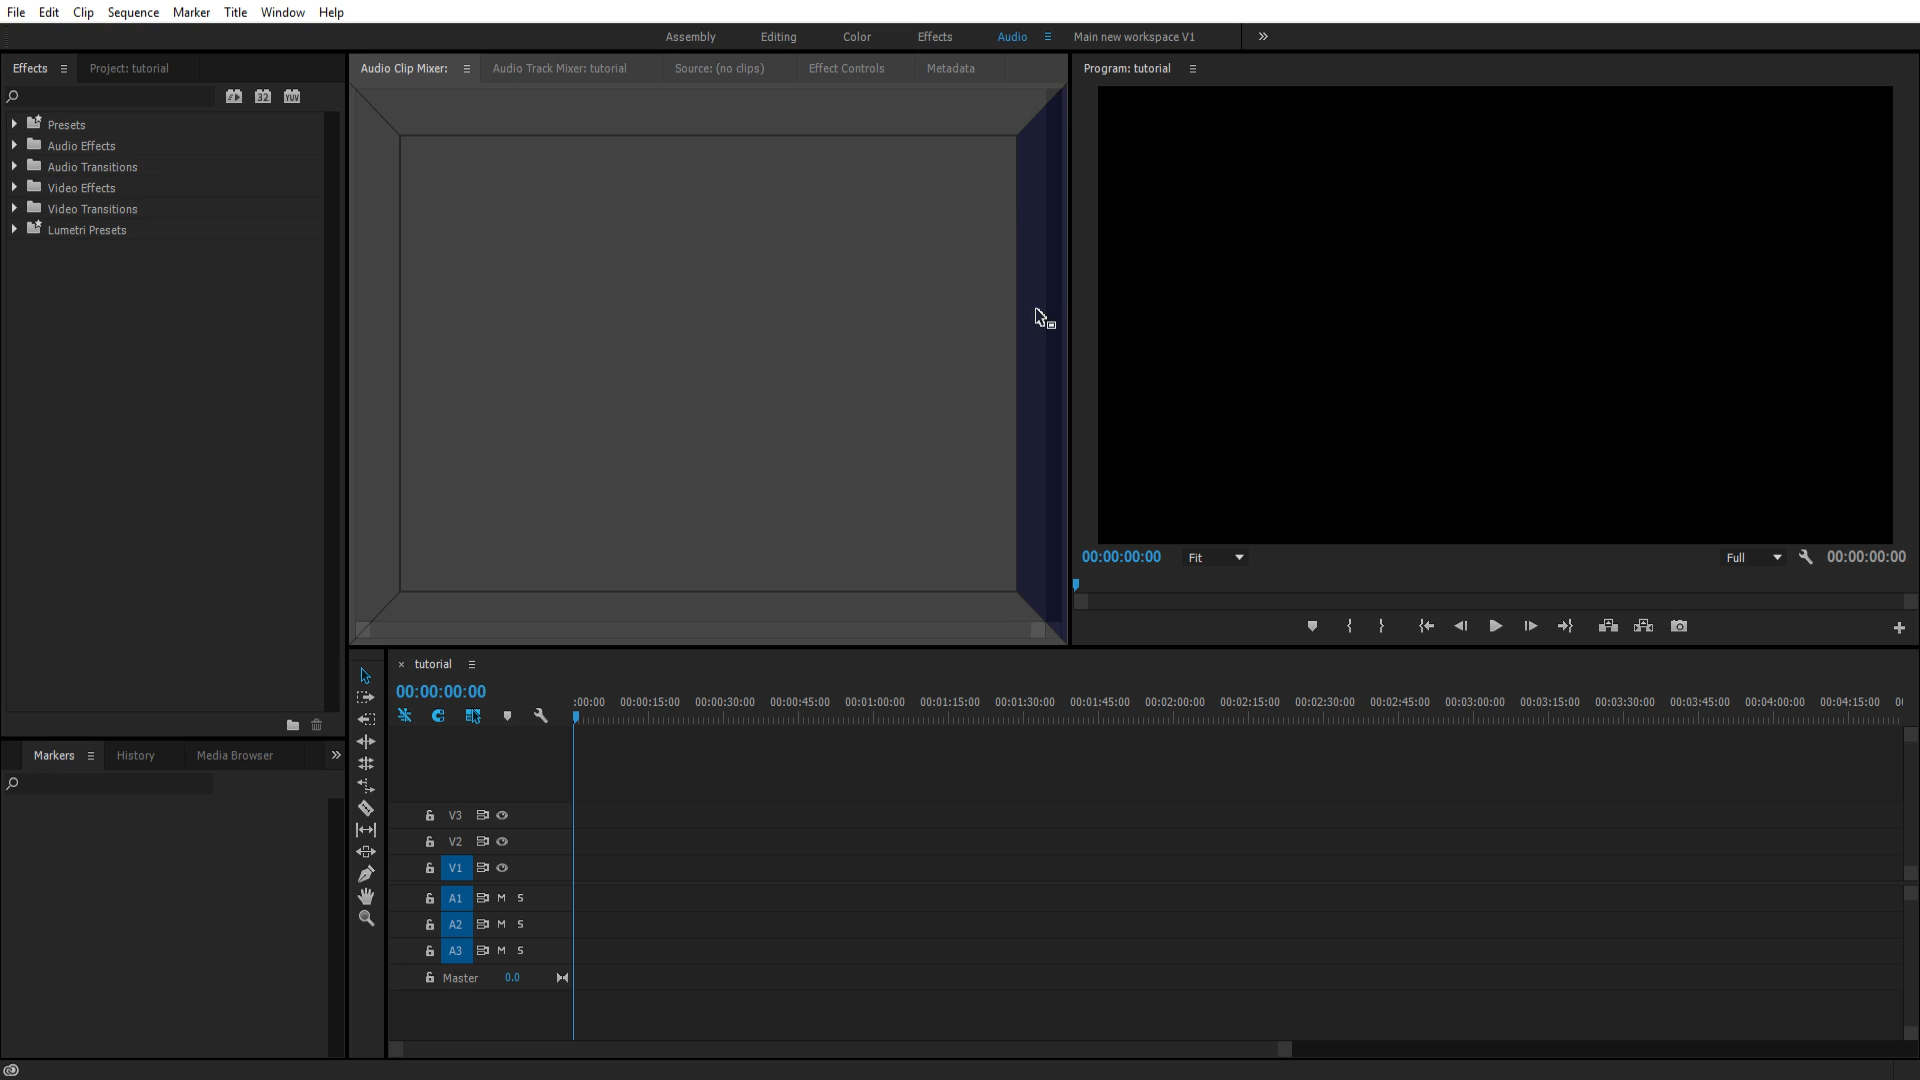 File Edit Clip Sequence Marker Title Window Help
Assembly Editing Color Effects Audio Main new workspace V1
Effects Project: tutorial
Audio Clip Mixer: Audio Track Mixer: tutorial Source: (no clips) Effect Controls Metadata
Program: tutorial
32 YUV
Presets
Audio Effects
Audio Transitions
Video Effects
Video Transitions
Lumetri Presets
00:00:00:00 Fit Full 00:00:00:00
Markers History Media Browser
tutorial
00:00:00:00
:00:00 00:00:15:00 00:00:30:00 00:00:45:00 00:01:00:00 00:01:15:00 00:01:30:00 00:01:45:00 00:02:00:00 00:02:15:00 00:02:30:00 00:02:45:00 00:03:00:00 00:03:15:00 00:03:30:00 00:03:45:00 00:04:00:00 00:04:15:00
V3
V2
V1
A1 M S
A2 M S
A3 M S
Master 0.0